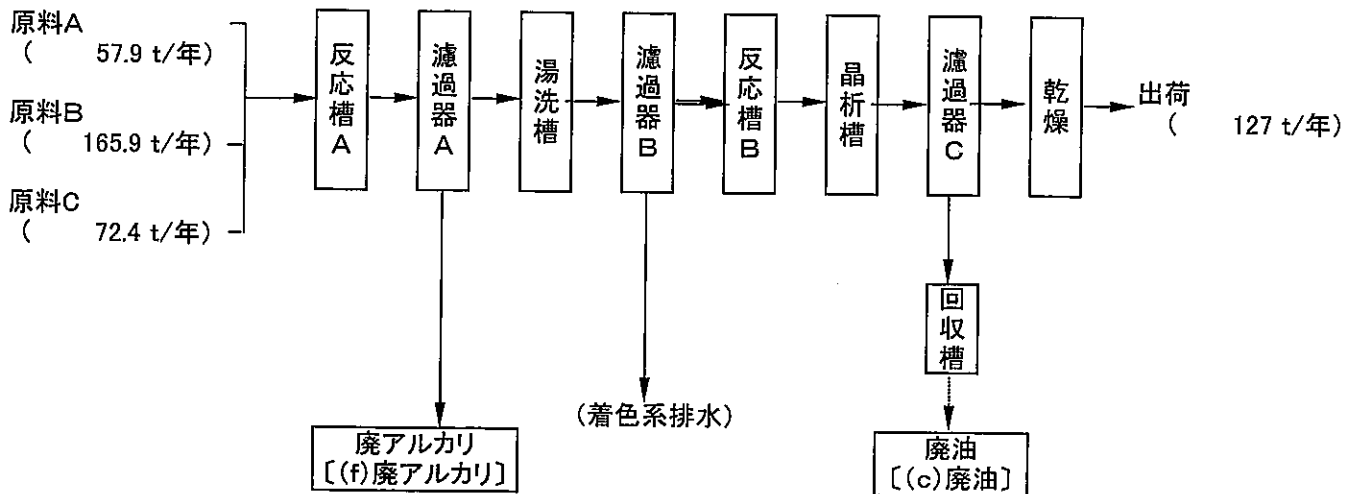 原料A
( 57.9 t/年)
原料B
( 165.9 t/年)
原料C
( 72.4 t/年)
反応槽A
濾過器A
湯洗槽
濾過器B
反応槽B
晶析槽
濾過器C
乾燥
出荷
( 127 t/年)
回収槽
(着色系排水)
廃アルカリ
〔(f)廃アルカリ〕
廃油
〔(c)廃油〕